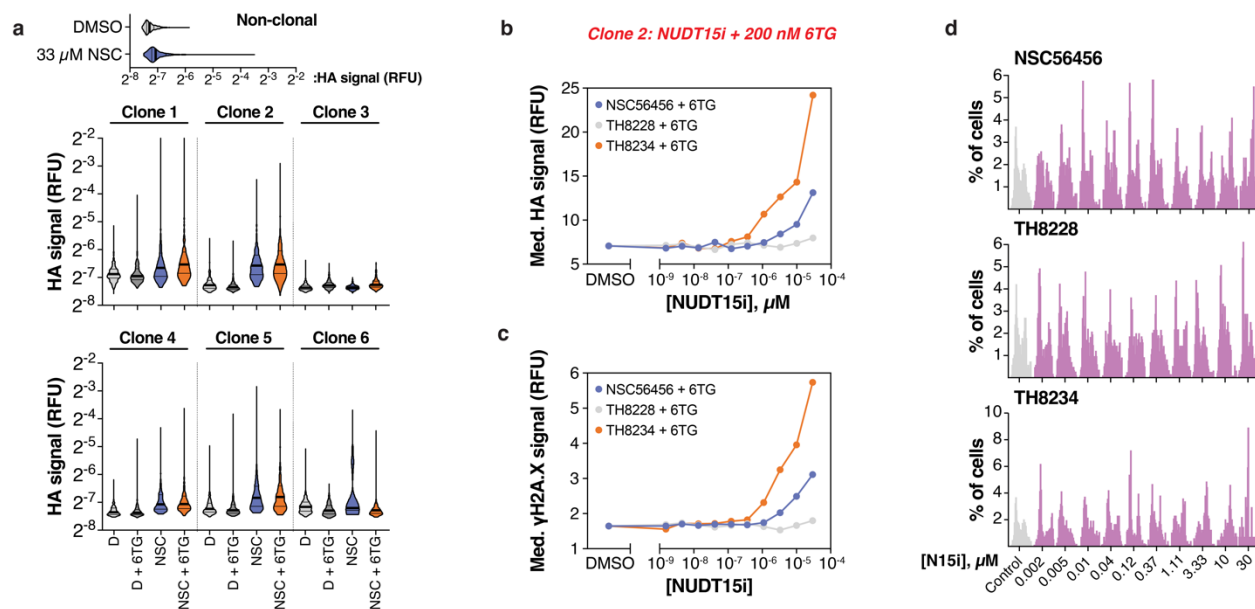 a
Non-clonal
DMSO
33 µM NSC
2⁻⁸ 2⁻⁷ 2⁻⁶ 2⁻⁵ 2⁻⁴ 2⁻³ 2⁻²
:HA signal (RFU)
Clone 1 Clone 2 Clone 3
HA signal (RFU)
2⁻²
2⁻³
2⁻⁴
2⁻⁵
2⁻⁶
2⁻⁷
2⁻⁸
Clone 4 Clone 5 Clone 6
HA signal (RFU)
2⁻²
2⁻³
2⁻⁴
2⁻⁵
2⁻⁶
2⁻⁷
2⁻⁸
D D + 6TG NSC NSC + 6TG D D + 6TG NSC NSC + 6TG D D + 6TG NSC NSC + 6TG
b
Clone 2: NUDT15i + 200 nM 6TG
Med. HA signal (RFU)
25
20
15
10
5
NSC56456 + 6TG
TH8228 + 6TG
TH8234 + 6TG
DMSO 10⁻⁹ 10⁻⁸ 10⁻⁷ 10⁻⁶ 10⁻⁵ 10⁻⁴
[NUDT15i], µM
c
Med. γH2A.X signal (RFU)
6
5
4
3
2
1
NSC56456 + 6TG
TH8228 + 6TG
TH8234 + 6TG
DMSO 10⁻⁹ 10⁻⁸ 10⁻⁷ 10⁻⁶ 10⁻⁵ 10⁻⁴
[NUDT15i]
d
NSC56456
% of cells
6
5
4
3
2
1
TH8228
% of cells
6
5
4
3
2
1
TH8234
% of cells
10
8
6
4
2
[N15i], µM
Control 0.002 0.005 0.01 0.04 0.12 0.37 1.11 3.33 10 30